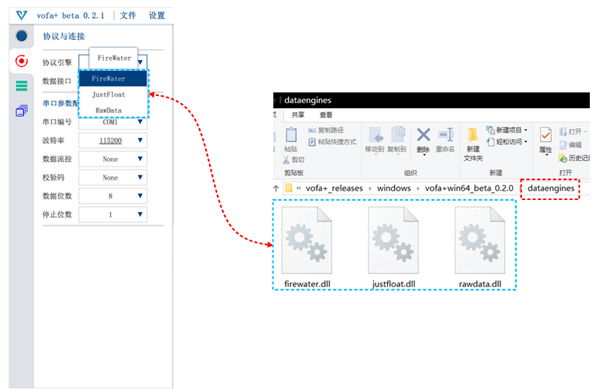 vofa+ beta 0.2.1 | 文件 设置
协议与连接
协议引擎 FireWater
FireWater
数据接口
JustFloat
RawData
串口参数配
串口编号 COM1
波特率 115200
数据流控 None
校验码 None
数据位数 8
停止位数 1
dataengines
共享 查看
粘贴
复制路径
粘贴快捷方式
剪切
移动到 复制到 删除 重命名
新建
文件夹
新建项目
轻松访问
属性
打开
编辑
历史记
剪贴板 组织 新建 打开
« vofa+_releases › windows › vofa+win64_beta_0.2.0 › dataengines
firewater.dll justfloat.dll rawdata.dll